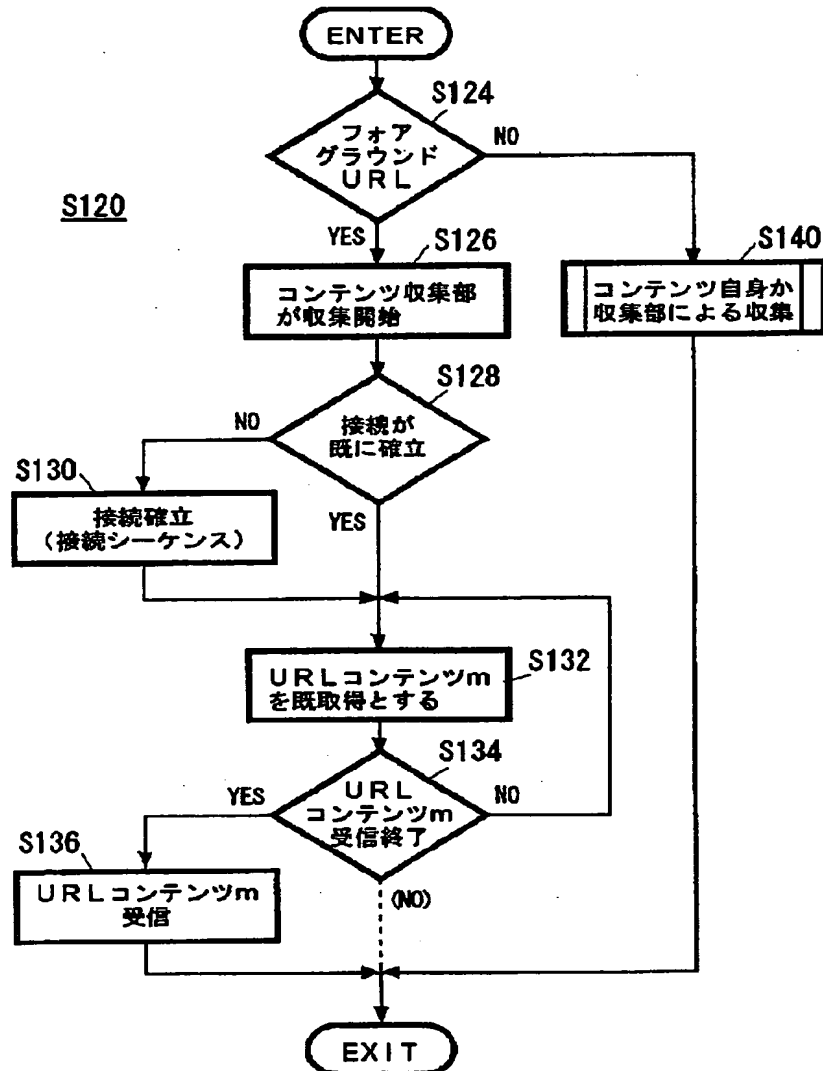 ENTER
S124
フォア
グラウンド
URL
NO
S120
YES
S126
S140
コンテンツ収集部
が収集開始
コンテンツ自身か
収集部による収集
S128
NO
接続が
既に確立
S130
YES
接続確立
(接続シーケンス)
S132
URLコンテンツm
を既取得とする
S134
YES
URL
コンテンツm
受信終了
NO
S136
(NO)
URLコンテンツm
受信
EXIT